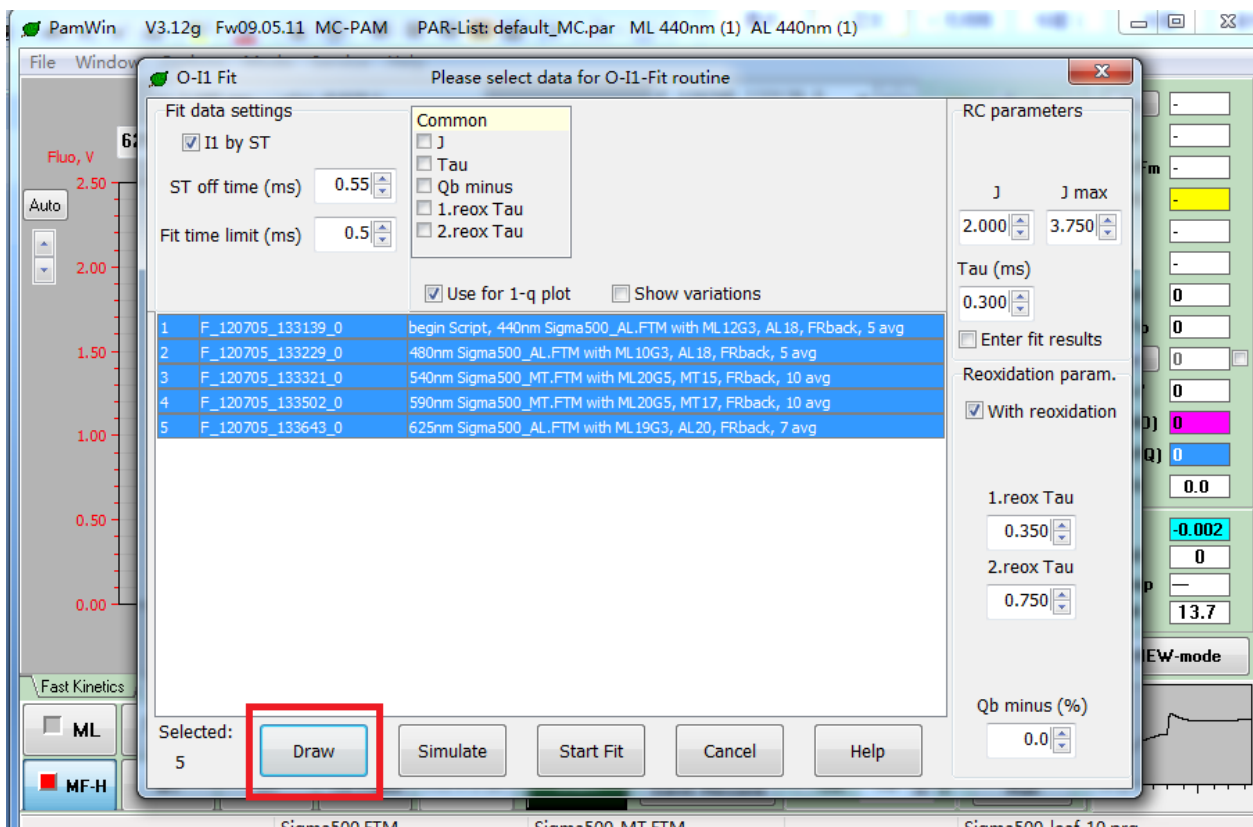 PamWin V3.12g Fw09.05.11 MC-PAM PAR-List: default_MC.par ML 440nm (1) AL 440nm (1)
File Window
O-I1 Fit Please select data for O-I1-Fit routine
Fit data settings
I1 by ST
ST off time (ms) 0.55
Fit time limit (ms) 0.5
Common
J
Tau
Qb minus
1.reox Tau
2.reox Tau
Use for 1-q plot Show variations
1 F_120705_133139_0 begin Script, 440nm Sigma500_AL.FTM with ML12G3, AL18, FRback, 5 avg
2 F_120705_133229_0 480nm Sigma500_AL.FTM with ML10G3, AL18, FRback, 5 avg
3 F_120705_133321_0 540nm Sigma500_MT.FTM with ML20G5, MT15, FRback, 10 avg
4 F_120705_133502_0 590nm Sigma500_MT.FTM with ML20G5, MT17, FRback, 10 avg
5 F_120705_133643_0 625nm Sigma500_AL.FTM with ML19G3, AL20, FRback, 7 avg
Selected:
5
Draw Simulate Start Fit Cancel Help
RC parameters
J J max
2.000 3.750
Tau (ms)
0.300
Enter fit results
Reoxidation param.
With reoxidation
1.reox Tau
0.350
2.reox Tau
0.750
Qb minus (%)
0.0
Fluo, V
2.50
Auto
2.00
1.50
1.00
0.50
0.00
Fast Kinetics
ML
MF-H
-
-
-
-
-
-
0
0
0
0
0
0
0.0
-0.002
0
—
13.7
Sigma500.FTM Sigma500_MT.FTM